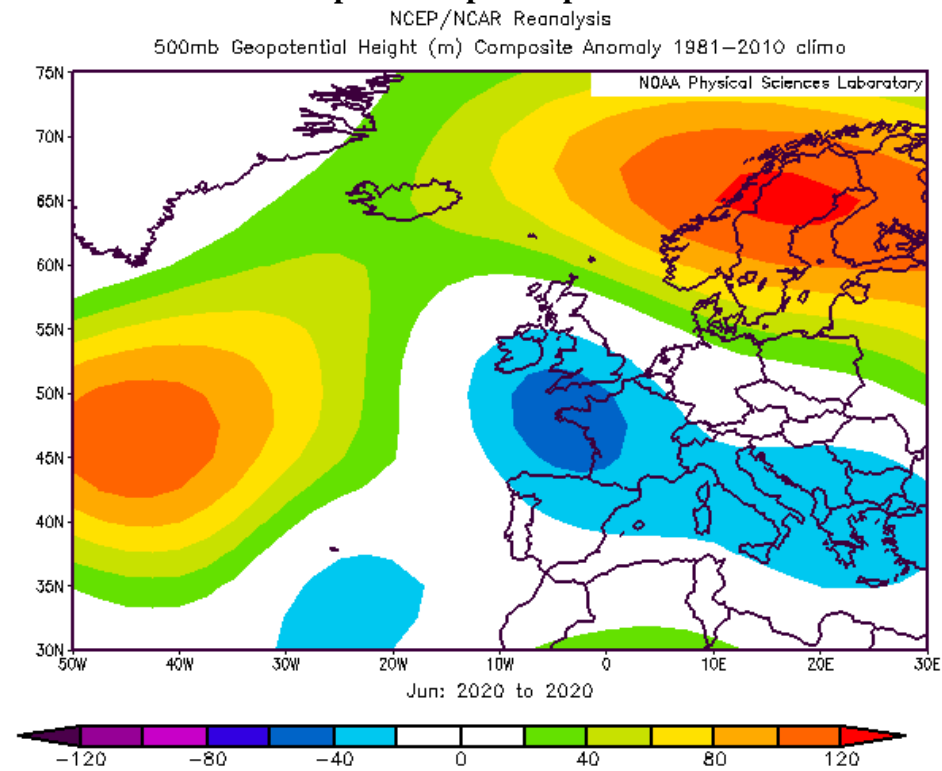 NCEP/NCAR Reanalysis
500mb Geopotential Height (m) Composite Anomaly 1981–2010 climo
NOAA Physical Sciences Laboratory
75N
70N
65N
60N
55N
50N
45N
40N
35N
30N
50W 40W 30W 20W 10W 0 10E 20E 30E
Jun: 2020 to 2020
−120 −80 −40 0 40 80 120